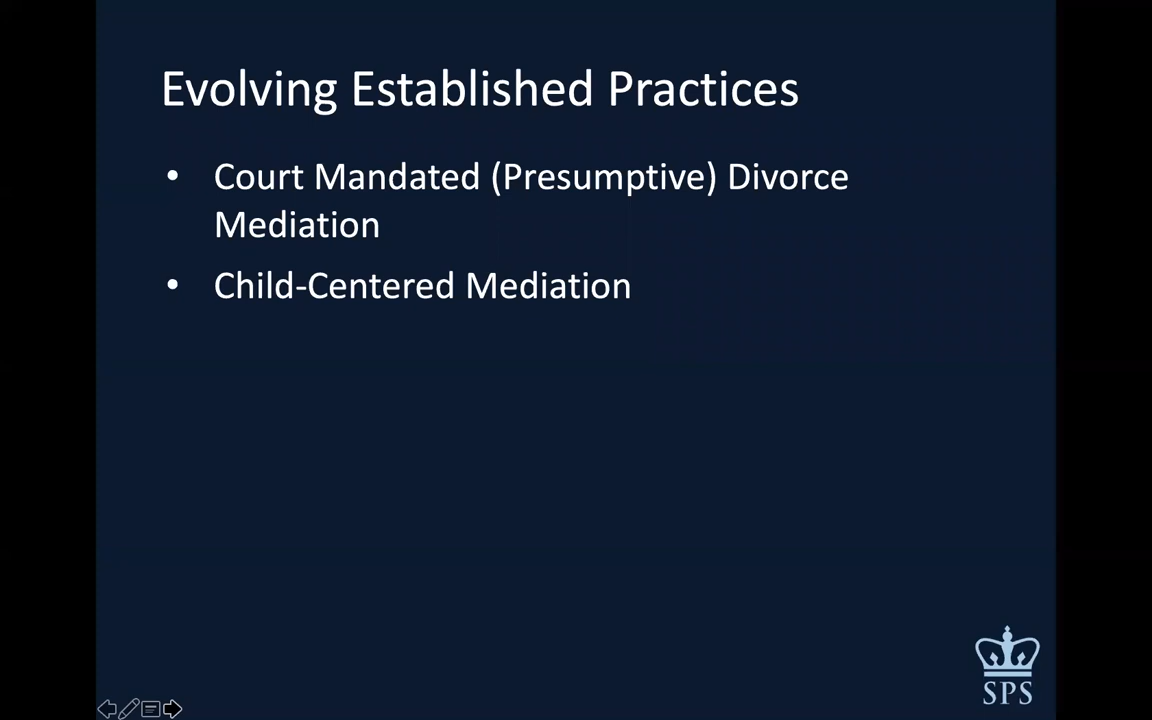 Evolving Established Practices
• Court Mandated (Presumptive) Divorce
Mediation
• Child-Centered Mediation
SPS